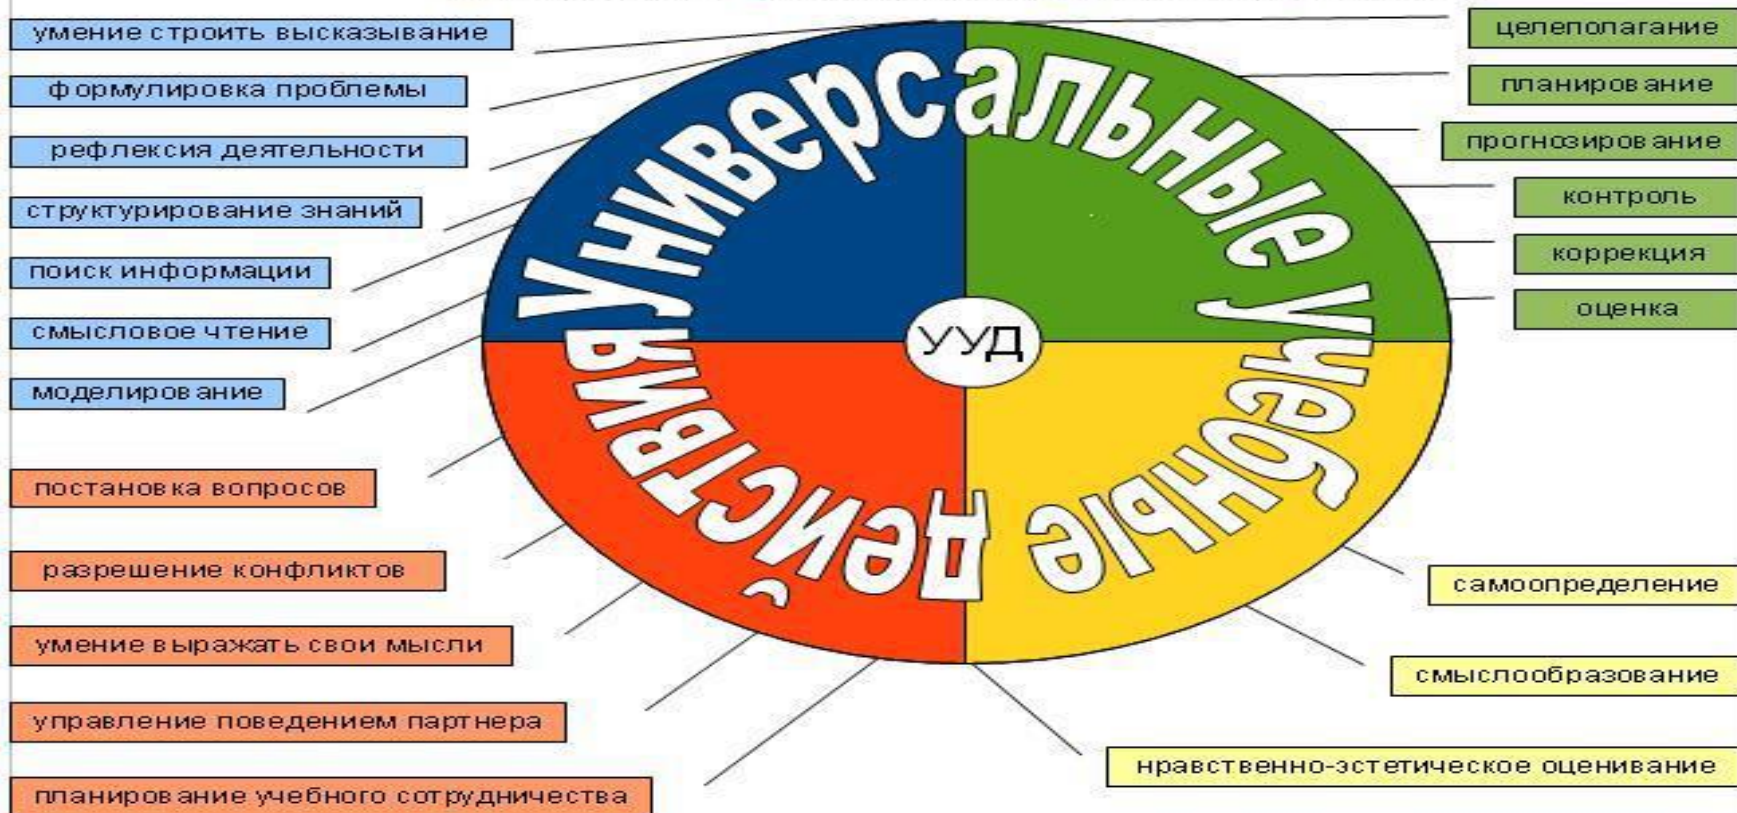 умение строить высказывание
формулировка проблемы
рефлексия деятельности
структурирование знаний
поиск информации
смысловое чтение
моделирование
постановка вопросов
разрешение конфликтов
умение выражать свои мысли
управление поведением партнера
планирование учебного сотрудничества
Универсальные учебные действия
УУД
целеполагание
планирование
прогнозирование
контроль
коррекция
оценка
самоопределение
смыслообразование
нравственно-эстетическое оценивание